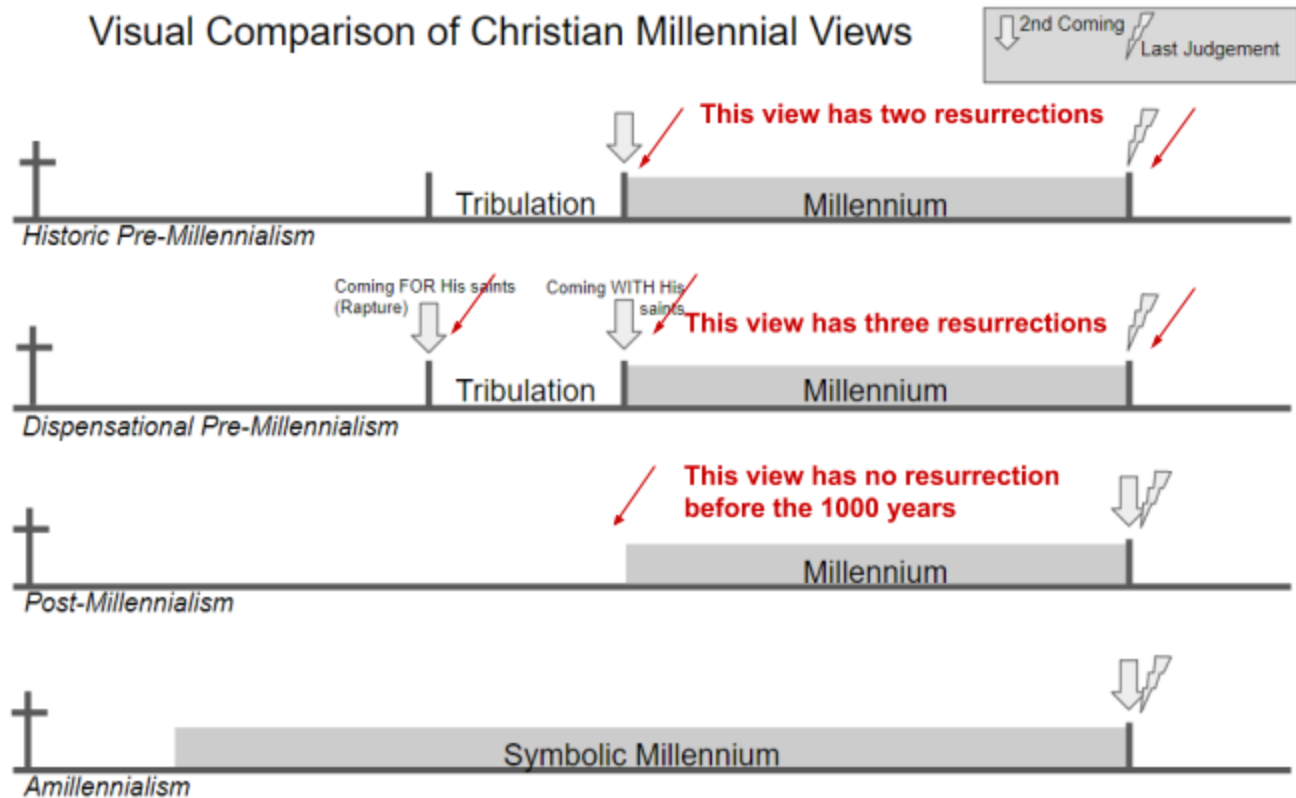 Visual Comparison of Christian Millennial Views
2nd Coming
Last Judgement
This view has two resurrections
Tribulation
Millennium
Historic Pre-Millennialism
Coming FOR His saints
(Rapture)
Coming WITH His
saints
This view has three resurrections
Tribulation
Millennium
Dispensational Pre-Millennialism
This view has no resurrection
before the 1000 years
Millennium
Post-Millennialism
Symbolic Millennium
Amillennialism